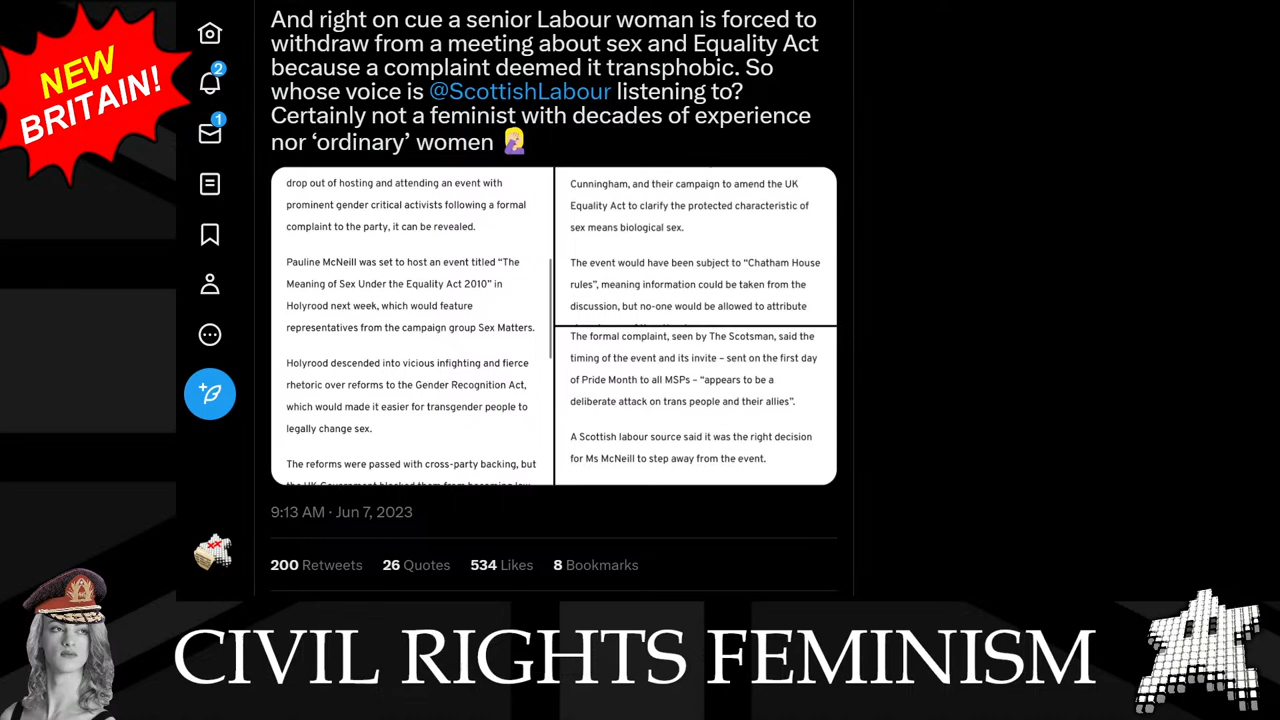 NEW
BRITAIN!
2
1
And right on cue a senior Labour woman is forced to
withdraw from a meeting about sex and Equality Act
because a complaint deemed it transphobic. So
whose voice is @ScottishLabour listening to?
Certainly not a feminist with decades of experience
nor ‘ordinary’ women
drop out of hosting and attending an event with
prominent gender critical activists following a formal
complaint to the party, it can be revealed.
Pauline McNeill was set to host an event titled “The
Meaning of Sex Under the Equality Act 2010” in
Holyrood next week, which would feature
representatives from the campaign group Sex Matters.
Holyrood descended into vicious infighting and fierce
rhetoric over reforms to the Gender Recognition Act,
which would made it easier for transgender people to
legally change sex.
The reforms were passed with cross-party backing, but
the UK Government blocked them from becoming law
Cunningham, and their campaign to amend the UK
Equality Act to clarify the protected characteristic of
sex means biological sex.
The event would have been subject to “Chatham House
rules”, meaning information could be taken from the
discussion, but no-one would be allowed to attribute
The formal complaint, seen by The Scotsman, said the
timing of the event and its invite – sent on the first day
of Pride Month to all MSPs – “appears to be a
deliberate attack on trans people and their allies”.
A Scottish labour source said it was the right decision
for Ms McNeill to step away from the event.
9:13 AM · Jun 7, 2023
200 Retweets 26 Quotes 534 Likes 8 Bookmarks
CIVIL RIGHTS FEMINISM